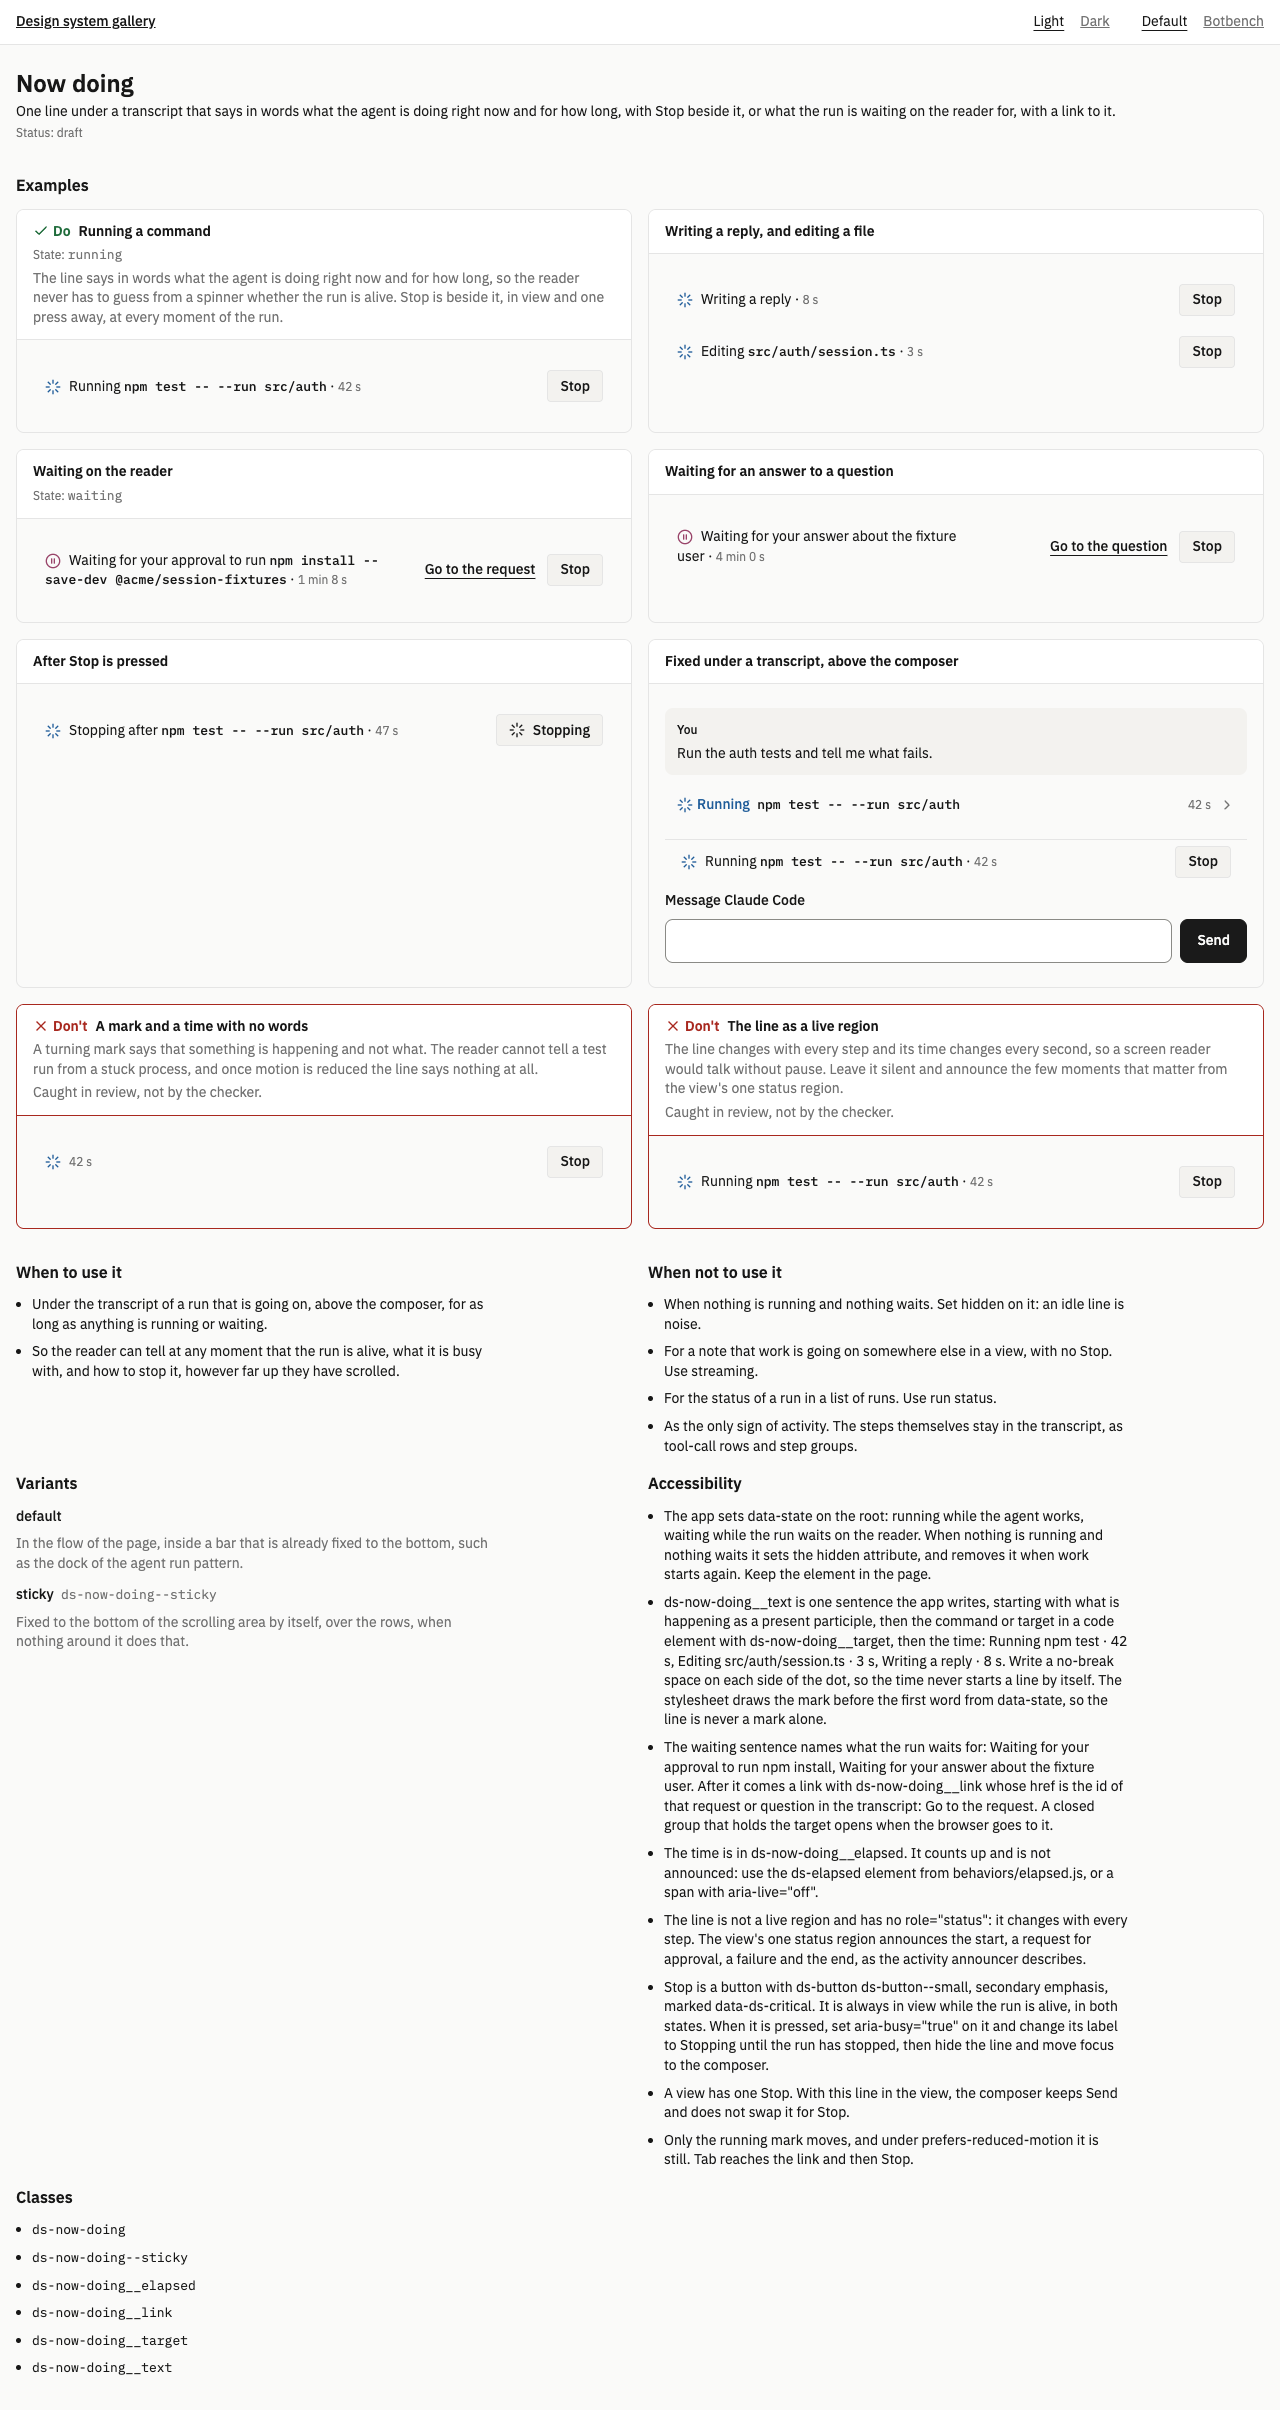 Design system gallery
Light Dark Default Botbench
Now doing
One line under a transcript that says in words what the agent is doing right now and for how long, with Stop beside it, or what the run is waiting on the reader for, with a link to it.
Status: draft
Examples
Do Running a command
State: running
The line says in words what the agent is doing right now and for how long, so the reader
never has to guess from a spinner whether the run is alive. Stop is beside it, in view and one
press away, at every moment of the run.
Running npm test -- --run src/auth · 42 s
Stop
Writing a reply, and editing a file
Writing a reply · 8 s
Stop
Editing src/auth/session.ts · 3 s
Stop
Waiting on the reader
State: waiting
Waiting for your approval to run npm install --
save-dev @acme/session-fixtures · 1 min 8 s
Go to the request
Stop
Waiting for an answer to a question
Waiting for your answer about the fixture
user · 4 min 0 s
Go to the question
Stop
After Stop is pressed
Stopping after npm test -- --run src/auth · 47 s
Stopping
Fixed under a transcript, above the composer
You
Run the auth tests and tell me what fails.
Running npm test -- --run src/auth
42 s
Running npm test -- --run src/auth · 42 s
Stop
Message Claude Code
Send
Don't A mark and a time with no words
A turning mark says that something is happening and not what. The reader cannot tell a test
run from a stuck process, and once motion is reduced the line says nothing at all.
Caught in review, not by the checker.
42 s
Stop
Don't The line as a live region
The line changes with every step and its time changes every second, so a screen reader
would talk without pause. Leave it silent and announce the few moments that matter from
the view's one status region.
Caught in review, not by the checker.
Running npm test -- --run src/auth · 42 s
Stop
When to use it
Under the transcript of a run that is going on, above the composer, for as
long as anything is running or waiting.
So the reader can tell at any moment that the run is alive, what it is busy
with, and how to stop it, however far up they have scrolled.
When not to use it
When nothing is running and nothing waits. Set hidden on it: an idle line is
noise.
For a note that work is going on somewhere else in a view, with no Stop.
Use streaming.
For the status of a run in a list of runs. Use run status.
As the only sign of activity. The steps themselves stay in the transcript, as
tool-call rows and step groups.
Variants
default
In the flow of the page, inside a bar that is already fixed to the bottom, such
as the dock of the agent run pattern.
sticky ds-now-doing--sticky
Fixed to the bottom of the scrolling area by itself, over the rows, when
nothing around it does that.
Accessibility
The app sets data-state on the root: running while the agent works,
waiting while the run waits on the reader. When nothing is running and
nothing waits it sets the hidden attribute, and removes it when work
starts again. Keep the element in the page.
ds-now-doing__text is one sentence the app writes, starting with what is
happening as a present participle, then the command or target in a code
element with ds-now-doing__target, then the time: Running npm test · 42
s, Editing src/auth/session.ts · 3 s, Writing a reply · 8 s. Write a no-break
space on each side of the dot, so the time never starts a line by itself. The
stylesheet draws the mark before the first word from data-state, so the
line is never a mark alone.
The waiting sentence names what the run waits for: Waiting for your
approval to run npm install, Waiting for your answer about the fixture
user. After it comes a link with ds-now-doing__link whose href is the id of
that request or question in the transcript: Go to the request. A closed
group that holds the target opens when the browser goes to it.
The time is in ds-now-doing__elapsed. It counts up and is not
announced: use the ds-elapsed element from behaviors/elapsed.js, or a
span with aria-live="off".
The line is not a live region and has no role="status": it changes with every
step. The view's one status region announces the start, a request for
approval, a failure and the end, as the activity announcer describes.
Stop is a button with ds-button ds-button--small, secondary emphasis,
marked data-ds-critical. It is always in view while the run is alive, in both
states. When it is pressed, set aria-busy="true" on it and change its label
to Stopping until the run has stopped, then hide the line and move focus
to the composer.
A view has one Stop. With this line in the view, the composer keeps Send
and does not swap it for Stop.
Only the running mark moves, and under prefers-reduced-motion it is
still. Tab reaches the link and then Stop.
Classes
ds-now-doing
ds-now-doing--sticky
ds-now-doing__elapsed
ds-now-doing__link
ds-now-doing__target
ds-now-doing__text